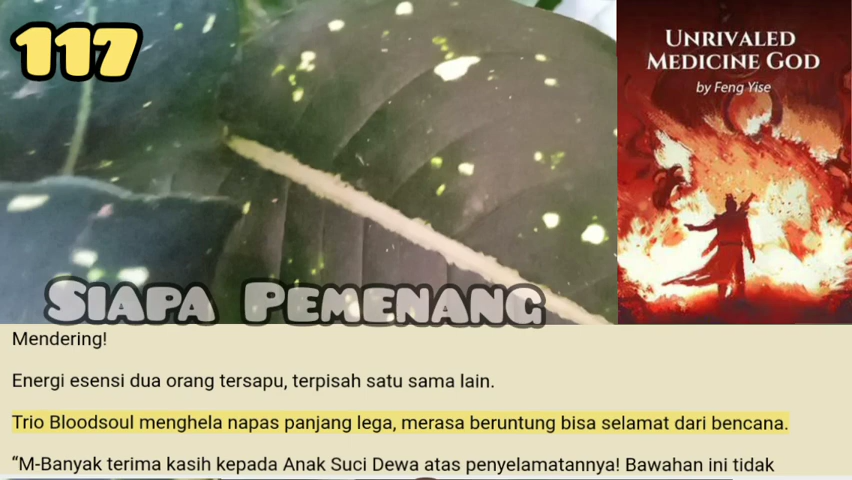 117
UNRIVALED
MEDICINE GOD
by Feng Yise
SIAPA PEMENANG
Mendering!
Energi esensi dua orang tersapu, terpisah satu sama lain.
Trio Bloodsoul menghela napas panjang lega, merasa beruntung bisa selamat dari bencana.
“M-Banyak terima kasih kepada Anak Suci Dewa atas penyelamatannya! Bawahan ini tidak